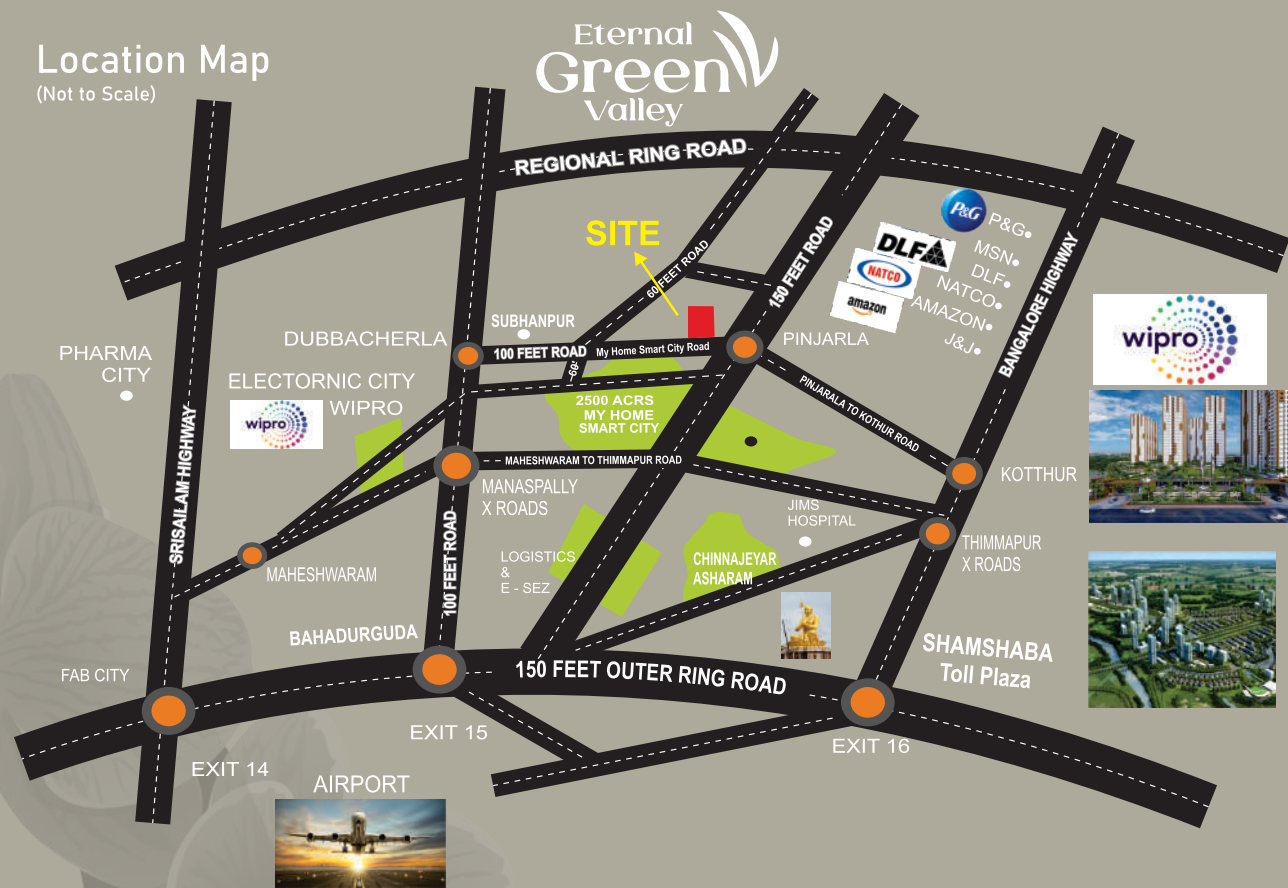 Location Map
(Not to Scale)
Eternal
Green
Valley
REGIONAL RING ROAD
SITE
60 FEET ROAD
150 FEET ROAD
P&G
P&G
MSN
DLF
DLF
NATCO
NATCO
AMAZON
amazon
J&J
BANGALORE HIGHWAY
wipro
SUBHANPUR
DUBBACHERLA
100 FEET ROAD
My Home Smart City Road
60'
PINJARLA
PHARMA
CITY
ELECTORNIC CITY
WIPRO
wipro
2500 ACRS
MY HOME
SMART CITY
PINJARALA TO KOTHUR ROAD
SRISAILAM HIGHWAY
MAHESHWARAM TO THIMMAPUR ROAD
KOTTHUR
MANASPALLY
X ROADS
JIMS
HOSPITAL
100 FEET ROAD
LOGISTICS
&
E - SEZ
CHINNAJEYAR
ASHARAM
THIMMAPUR
X ROADS
MAHESHWARAM
BAHADURGUDA
SHAMSHABA
Toll Plaza
FAB CITY
150 FEET OUTER RING ROAD
EXIT 14
EXIT 15
EXIT 16
AIRPORT